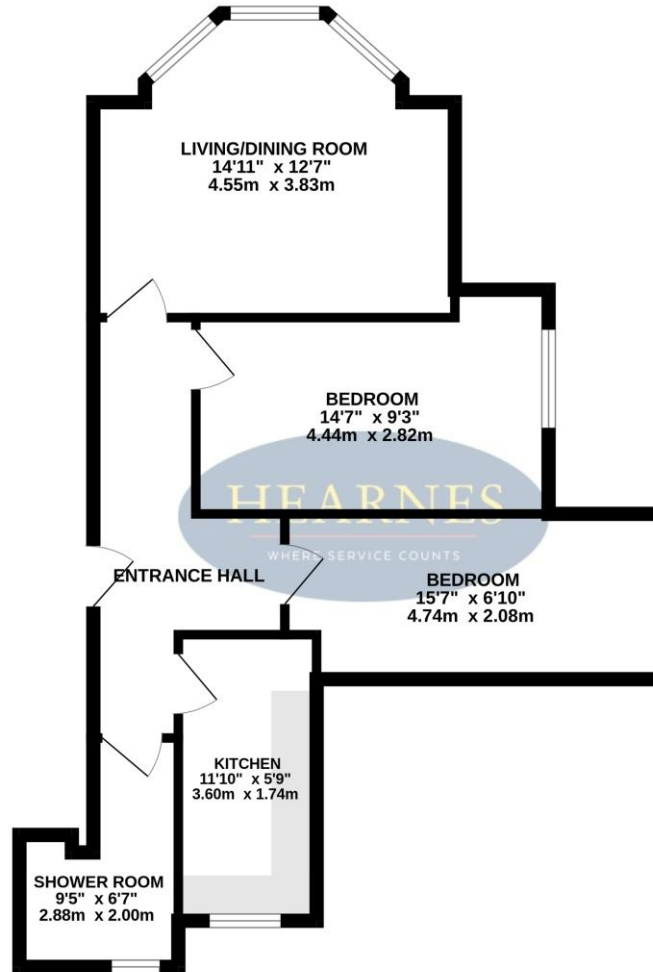 LIVING/DINING ROOM
14'11" x 12'7"
4.55m x 3.83m
BEDROOM
14'7" x 9'3"
4.44m x 2.82m
HEARNES
WHERE SERVICE COUNTS
ENTRANCE HALL
BEDROOM
15'7" x 6'10"
4.74m x 2.08m
KITCHEN
11'10" x 5'9"
3.60m x 1.74m
SHOWER ROOM
9'5" x 6'7"
2.88m x 2.00m